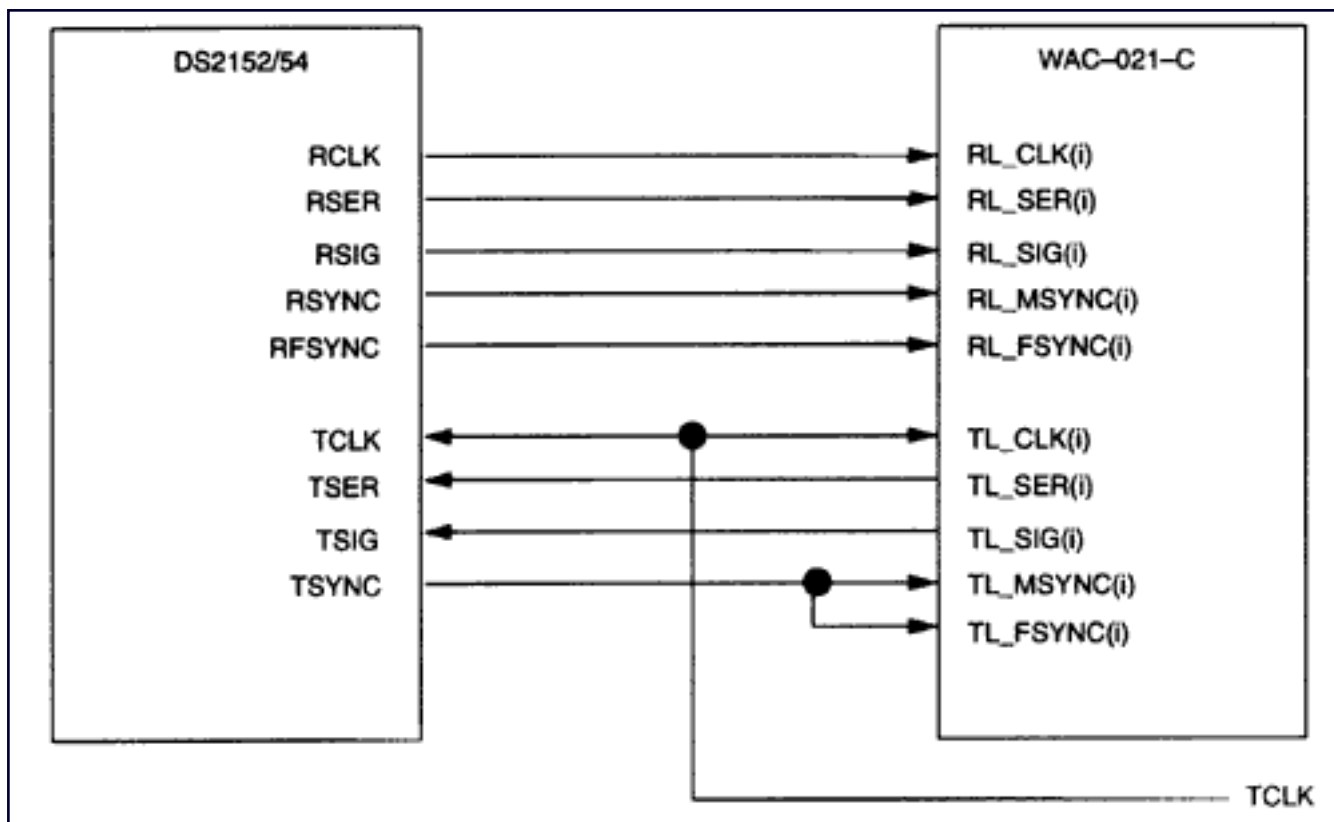 DS2152/54 WAC–021–C
RCLK RL_CLK(i)
RSER RL_SER(i)
RSIG RL_SIG(i)
RSYNC RL_MSYNC(i)
RFSYNC RL_FSYNC(i)
TCLK TL_CLK(i)
TSER TL_SER(i)
TSIG TL_SIG(i)
TSYNC TL_MSYNC(i)
TL_FSYNC(i)
TCLK